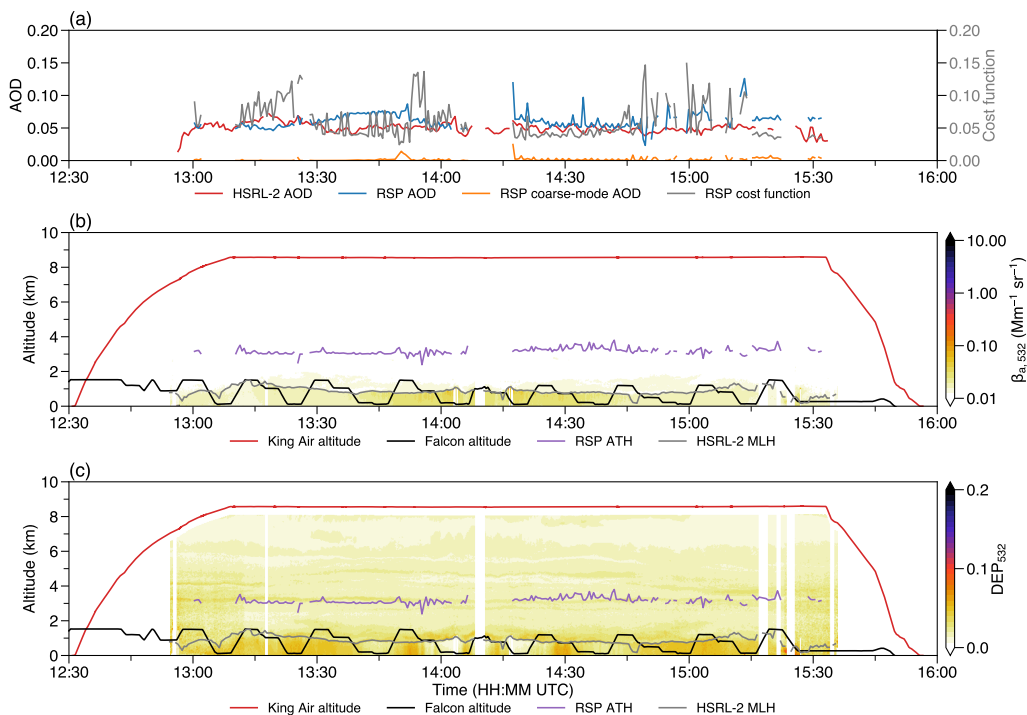 (a)
0.20 0.20
0.15 0.15
0.10 0.10
0.05 0.05
0.00 0.00
AOD
Cost function
12:30 13:00 13:30 14:00 14:30 15:00 15:30 16:00
HSRL-2 AOD RSP AOD RSP coarse-mode AOD RSP cost function
(b)
10
8
6
4
2
0
Altitude (km)
10.00
1.00
0.10
0.01
βa, 532 (Mm−1 sr−1)
12:30 13:00 13:30 14:00 14:30 15:00 15:30 16:00
King Air altitude Falcon altitude RSP ATH HSRL-2 MLH
(c)
10
8
6
4
2
0
Altitude (km)
0.2
0.1
0.0
DEP532
12:30 13:00 13:30 14:00 14:30 15:00 15:30 16:00
Time (HH:MM UTC)
King Air altitude Falcon altitude RSP ATH HSRL-2 MLH